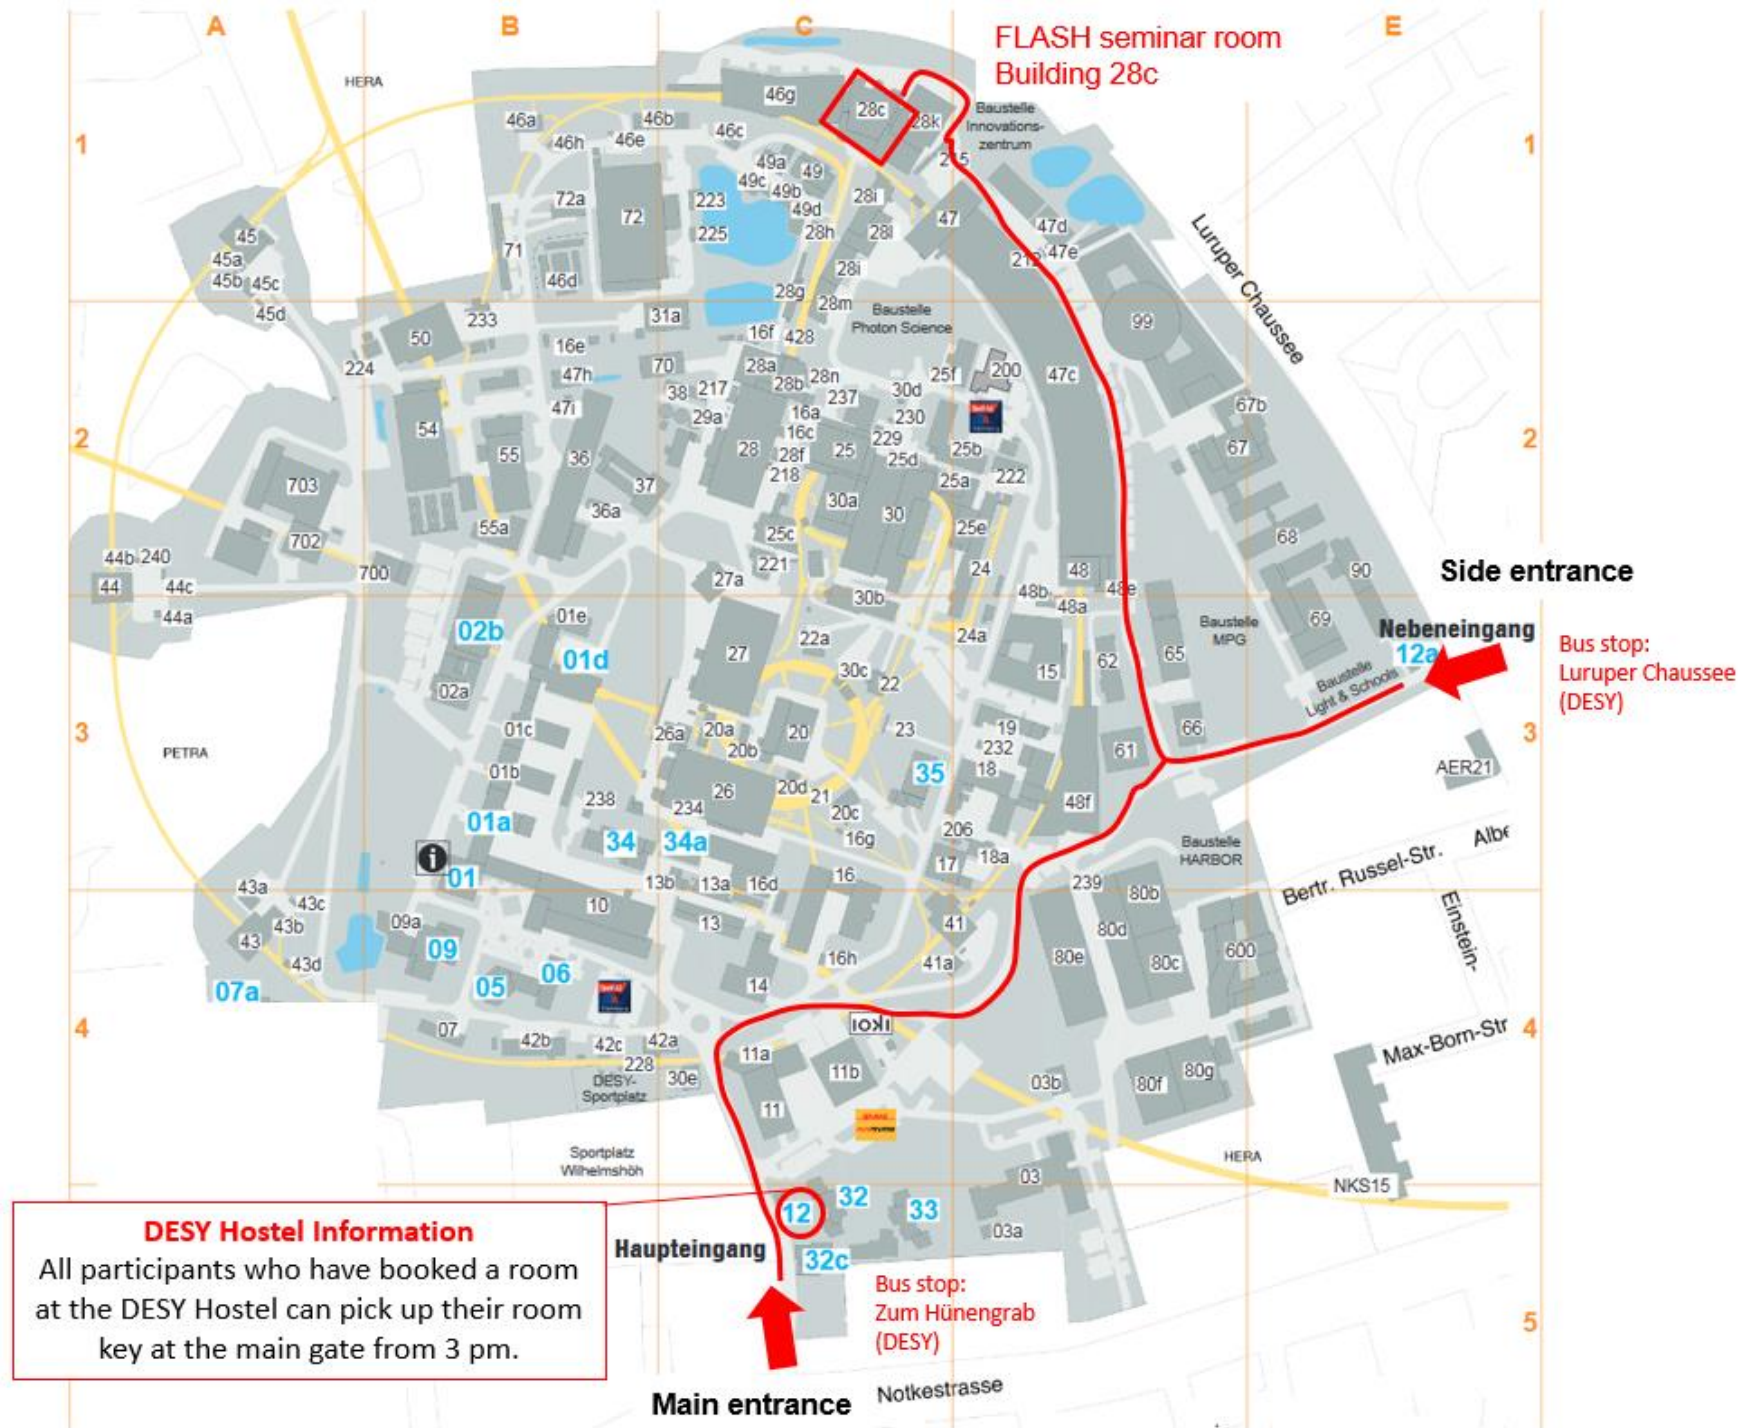 A
B
C
E
FLASH seminar room
Building 28c
HERA
46g
28c
28k
46a
46b
46c
46h
46e
Baustelle
Innovations-
zentrum
1
1
49a
49
49c
49b
49d
72a
72
223
225
28i
28h
28l
47
47d
47e
45
45a
45b
45c
45d
71
46d
28i
28g
28m
Luruper Chaussee
50
233
31a
16f
428
Baustelle
Photon Science
99
224
16e
47h
47i
70
38
217
29a
28a
28b
28n
237
30d
230
25f
200
47c
67b
67
2
2
54
55
36
37
36a
55a
28
16a
16c
28f
218
25
229
25d
25b
25a
222
703
702
700
30a
30
25c
221
25e
68
90
44b
240
44
44c
44a
27a
30b
24
24a
48
48b
48a
48e
Side entrance
Nebeneingang
12a
Bus stop:
Luruper Chaussee
(DESY)
02b
01e
01d
02a
27
22a
30c
22
15
62
65
Baustelle
MPG
69
Baustelle
Light & Schools
3
3
PETRA
01c
01b
26a
20a
20b
20
23
19
232
18
61
66
AER21
238
234
26
20d
21
20c
35
48f
01a
34
34a
16g
206
17
18a
Baustelle
HARBOR
Bertr. Russel-Str.
Albe
01
13b
13a
16d
16
239
80b
43a
43c
43b
43
43d
09a
09
10
13
41
41a
80e
80d
80c
600
Einstein-
07a
05
06
14
16h
4
4
07
42b
42c
42a
228
30e
DESY-
Sportplatz
11a
11b
11
03b
80f
80g
Max-Born-Str
Sportplatz
Wilhelmshöh
HERA
NKS15
03
03a
12
32
33
32c
DESY Hostel Information
All participants who have booked a room
at the DESY Hostel can pick up their room
key at the main gate from 3 pm.
Haupteingang
Bus stop:
Zum Hünengrab
(DESY)
5
Main entrance
Notkestrasse